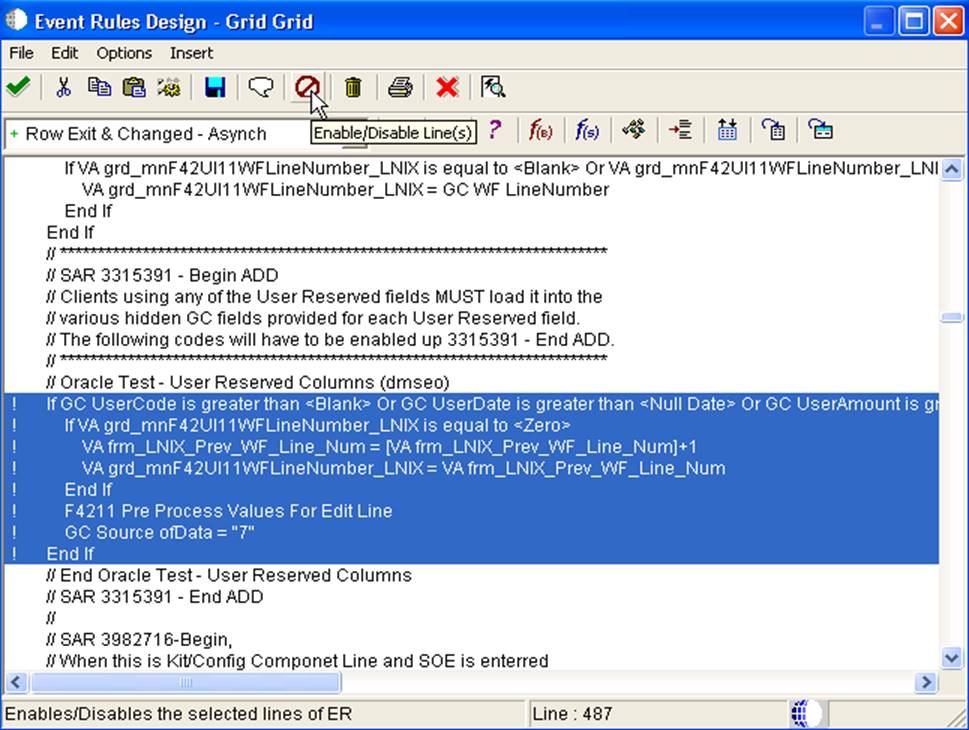 Event Rules Design - Grid Grid
File Edit Options Insert
+ Row Exit & Changed - Asynch
Enable/Disable Line(s)
? f(B) f(s)
If VA grd_mnF42UI11WFLineNumber_LNIX is equal to <Blank> Or VA grd_mnF42UI11WFLineNumber_LNI
VA grd_mnF42UI11WFLineNumber_LNIX = GC WF LineNumber
End If
End If
// ******************************************************************************
// SAR 3315391 - Begin ADD
// Clients using any of the User Reserved fields MUST load it into the
// various hidden GC fields provided for each User Reserved field.
// The following codes will have to be enabled up 3315391 - End ADD.
// ******************************************************************************
// Oracle Test - User Reserved Columns (dmseo)
! If GC UserCode is greater than <Blank> Or GC UserDate is greater than <Null Date> Or GC UserAmount is gr
! If VA grd_mnF42UI11WFLineNumber_LNIX is equal to <Zero>
! VA frm_LNIX_Prev_WF_Line_Num = [VA frm_LNIX_Prev_WF_Line_Num]+1
! VA grd_mnF42UI11WFLineNumber_LNIX = VA frm_LNIX_Prev_WF_Line_Num
! End If
! F4211 Pre Process Values For Edit Line
! GC Source ofData = "7"
! End If
// End Oracle Test - User Reserved Columns
// SAR 3315391 - End ADD
//
// SAR 3982716-Begin,
// When this is Kit/Config Componet Line and SOE is enterred
Enables/Disables the selected lines of ER
Line : 487